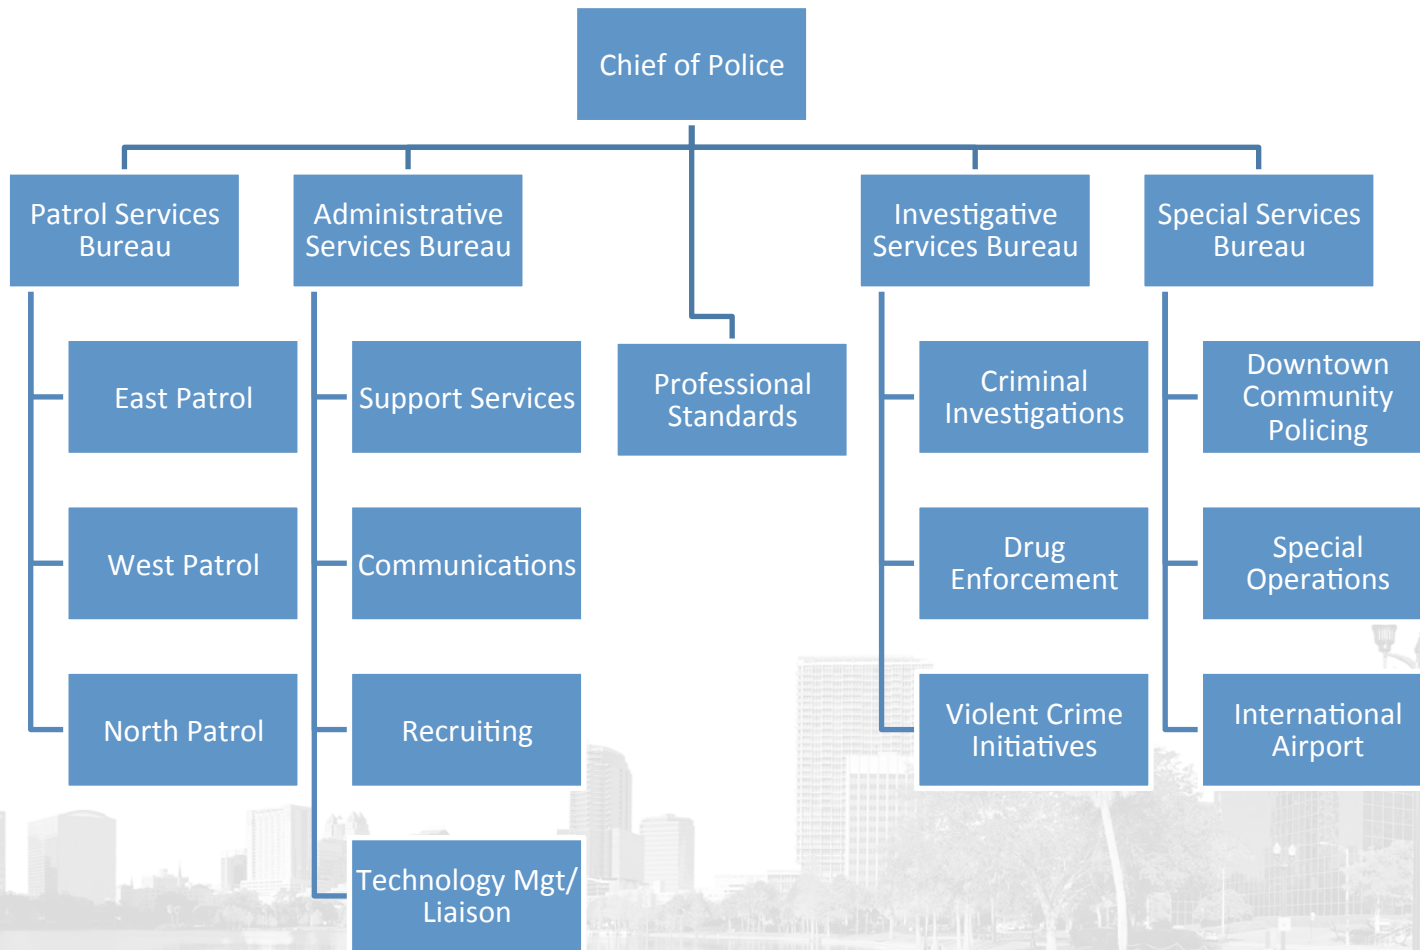 Chief of Police
Patrol Services
Bureau
Administrative
Services Bureau
Investigative
Services Bureau
Special Services
Bureau
East Patrol
Support Services
Professional
Standards
Criminal
Investigations
Downtown
Community
Policing
West Patrol
Communications
Drug
Enforcement
Special
Operations
North Patrol
Recruiting
Violent Crime
Initiatives
International
Airport
Technology Mgt/
Liaison